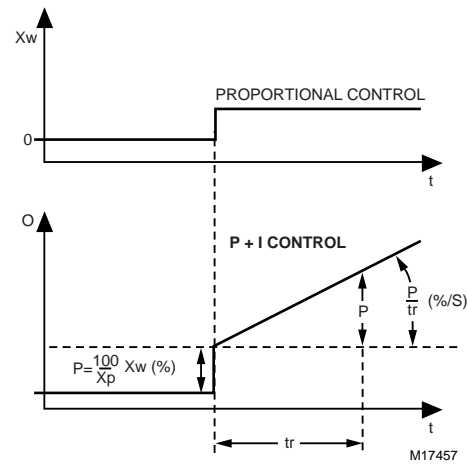 Xw
PROPORTIONAL CONTROL
0
t
O
P + I CONTROL
P
P/tr (%/S)
P=100/Xp Xw (%)
t
tr
M17457